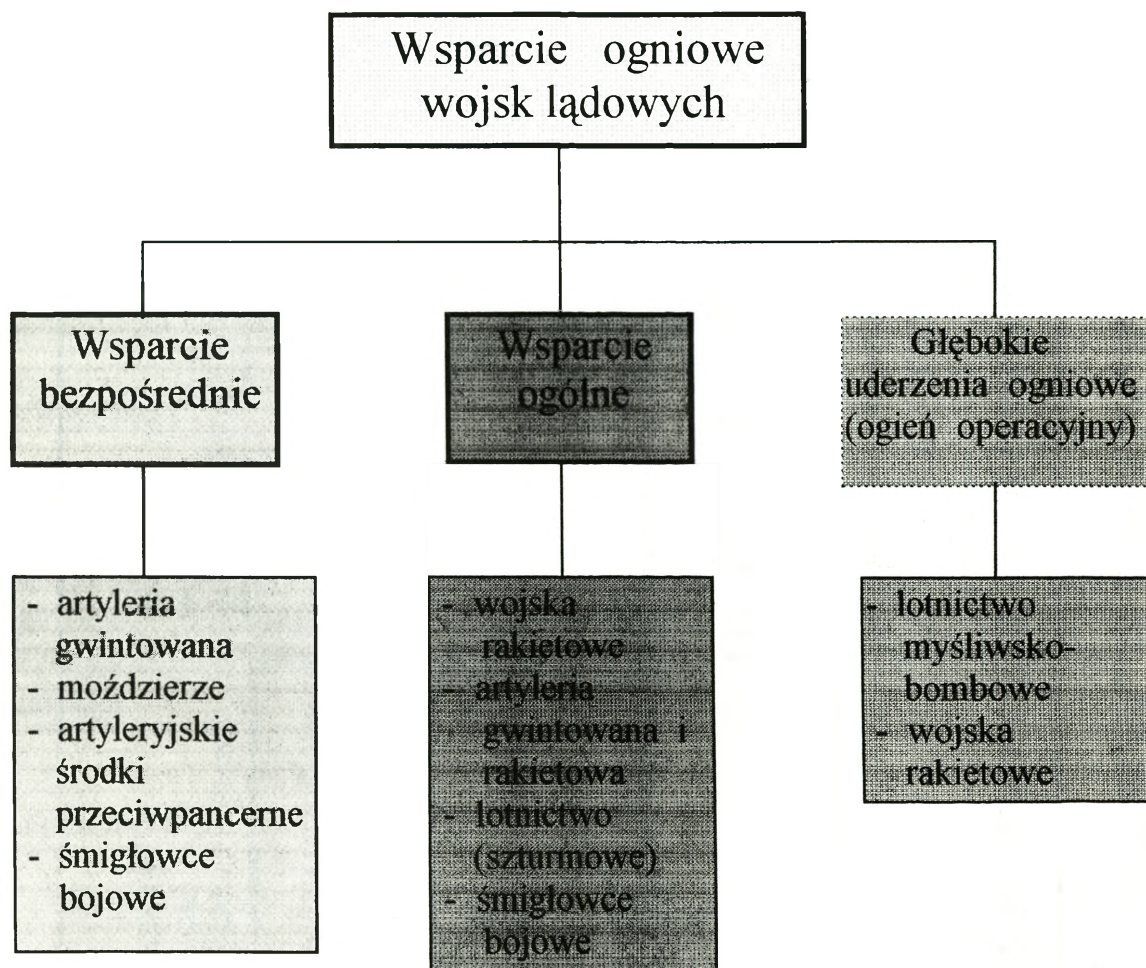 Wsparcie ogniowe
wojsk lądowych
Wsparcie
bezpośrednie
Wsparcie
ogólne
Głębokie
uderzenia ogniowe
(ogień operacyjny)
- artyleria
gwintowana
- moździerze
- artyleryjskie
środki
przeciwpancerne
- śmigłowce
bojowe
- wojska
rakietowe
- artyleria
gwintowana i
rakietowa
- lotnictwo
(szturmowe)
- śmigłowce
bojowe
- lotnictwo
myśliwsko-
bombowe
- wojska
rakietowe